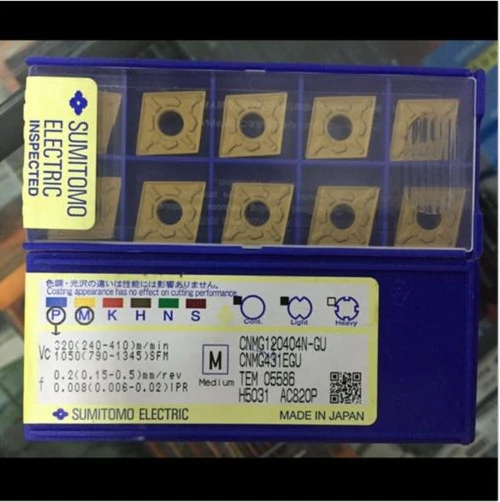 SUMITOMO
ELECTRIC
INSPECTED
色調・光沢の違いは性能には影響ありません。
Coating appearance has no effect on cutting performance.
P M K H N S
Cont. Light Heavy
Vc 320(240-410)m/min
1050(790-1345)SFM
f 0.2(0.15-0.5)mm/rev
0.008(0.006-0.02)IPR
M
Medium
CNMG120404N-GU
CNMG431EGU
TEM 05586
H5031 AC820P
SUMITOMO ELECTRIC
MADE IN JAPAN